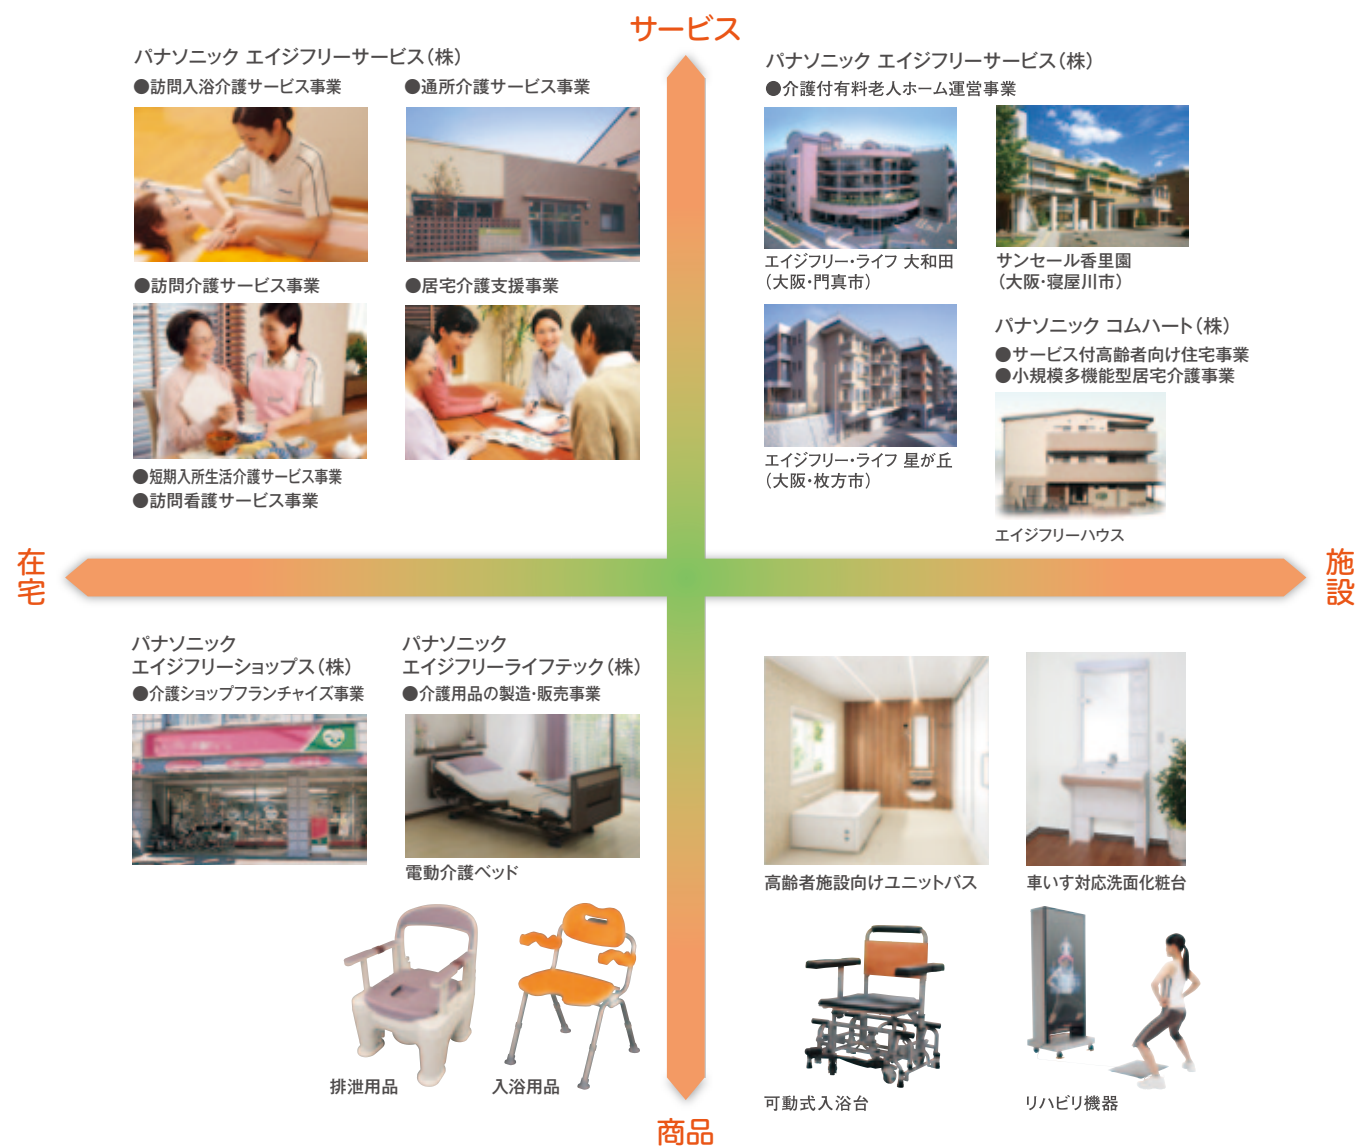 サービス
パナソニック エイジフリーサービス(株)
●訪問入浴介護サービス事業
●通所介護サービス事業
●訪問介護サービス事業
●居宅介護支援事業
●短期入所生活介護サービス事業
●訪問看護サービス事業
パナソニック エイジフリーサービス(株)
●介護付有料老人ホーム運営事業
エイジフリー・ライフ 大和田
(大阪・門真市)
サンセール香里園
(大阪・寝屋川市)
エイジフリー・ライフ 星が丘
(大阪・枚方市)
パナソニック コムハート(株)
●サービス付高齢者向け住宅事業
●小規模多機能型居宅介護事業
エイジフリーハウス
在宅
施設
パナソニック
エイジフリーショップス(株)
●介護ショップフランチャイズ事業
パナソニック
エイジフリーライフテック(株)
●介護用品の製造・販売事業
電動介護ベッド
排泄用品
入浴用品
高齢者施設向けユニットバス
車いす対応洗面化粧台
可動式入浴台
リハビリ機器
商品